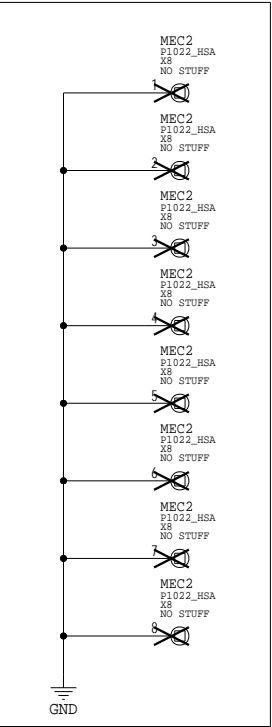 MEC2
P1022_HSA
X8
NO STUFF
1
MEC2
P1022_HSA
X8
NO STUFF
2
MEC2
P1022_HSA
X8
NO STUFF
3
MEC2
P1022_HSA
X8
NO STUFF
4
MEC2
P1022_HSA
X8
NO STUFF
5
MEC2
P1022_HSA
X8
NO STUFF
6
MEC2
P1022_HSA
X8
NO STUFF
7
MEC2
P1022_HSA
X8
NO STUFF
8
GND